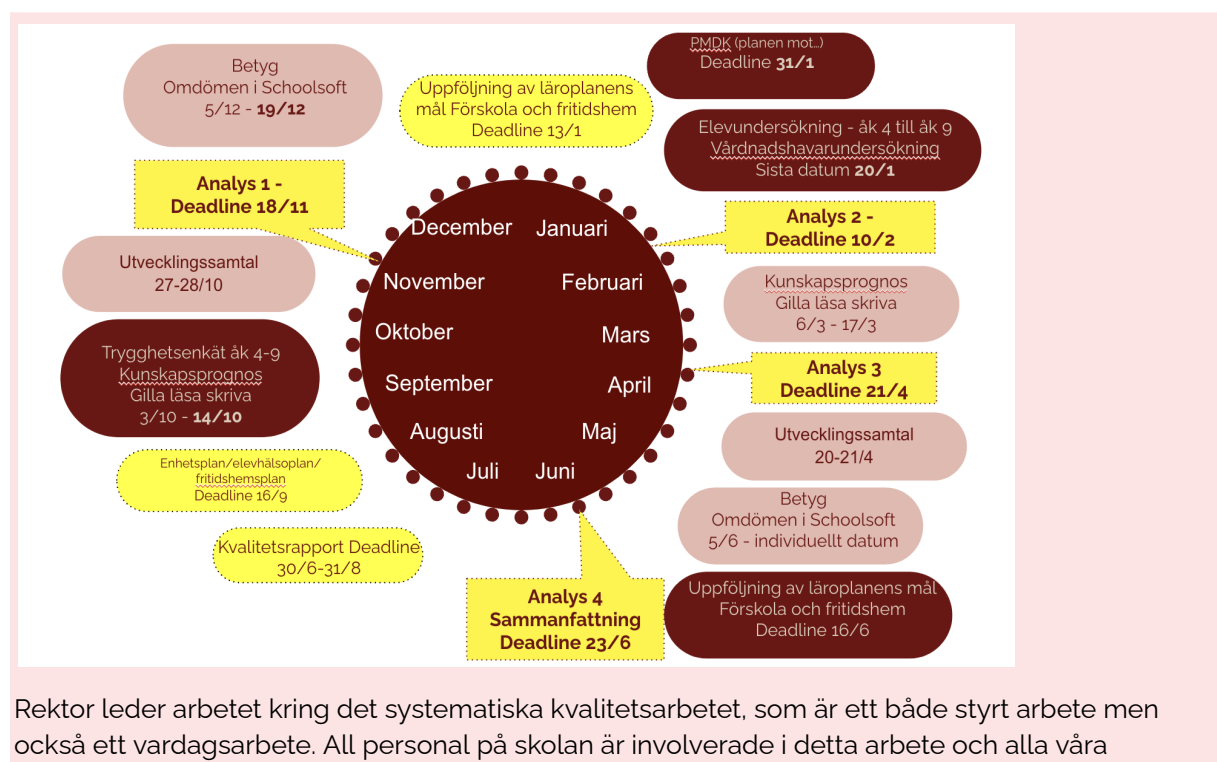 PMDK (planen mot…)
Deadline 31/1
Elevundersökning - åk 4 till åk 9
Vårdnadshavarundersökning
Sista datum 20/1
Betyg
Omdömen i Schoolsoft
5/12 - 19/12
Uppföljning av läroplanens
mål Förskola och fritidshem
Deadline 13/1
Analys 1 -
Deadline 18/11
Analys 2 -
Deadline 10/2
Utvecklingssamtal
27-28/10
Kunskapsprognos
Gilla läsa skriva
6/3 - 17/3
Trygghetsenkät åk 4-9
Kunskapsprognos
Gilla läsa skriva
3/10 - 14/10
Analys 3
Deadline 21/4
Utvecklingssamtal
20-21/4
Enhetsplan/elevhälsoplan/
fritidshemsplan
Deadline 16/9
Betyg
Omdömen i Schoolsoft
5/6 - individuellt datum
Kvalitetsrapport Deadline
30/6-31/8
Analys 4
Sammanfattning
Deadline 23/6
Uppföljning av läroplanens mål
Förskola och fritidshem
Deadline 16/6
December
Januari
November
Februari
Oktober
Mars
September
April
Augusti
Maj
Juli
Juni
Rektor leder arbetet kring det systematiska kvalitetsarbetet, som är ett både styrt arbete men
också ett vardagsarbete. All personal på skolan är involverade i detta arbete och alla våra